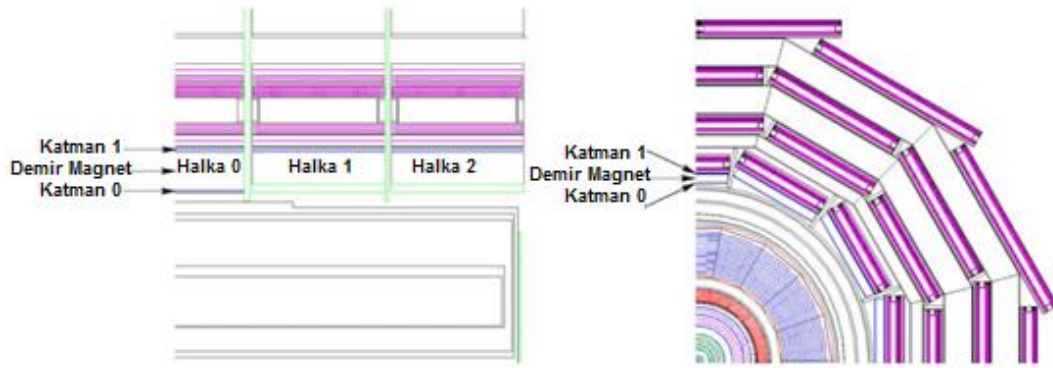 Katman 1
Demir Magnet
Katman 0
Halka 0
Halka 1
Halka 2
Katman 1
Demir Magnet
Katman 0